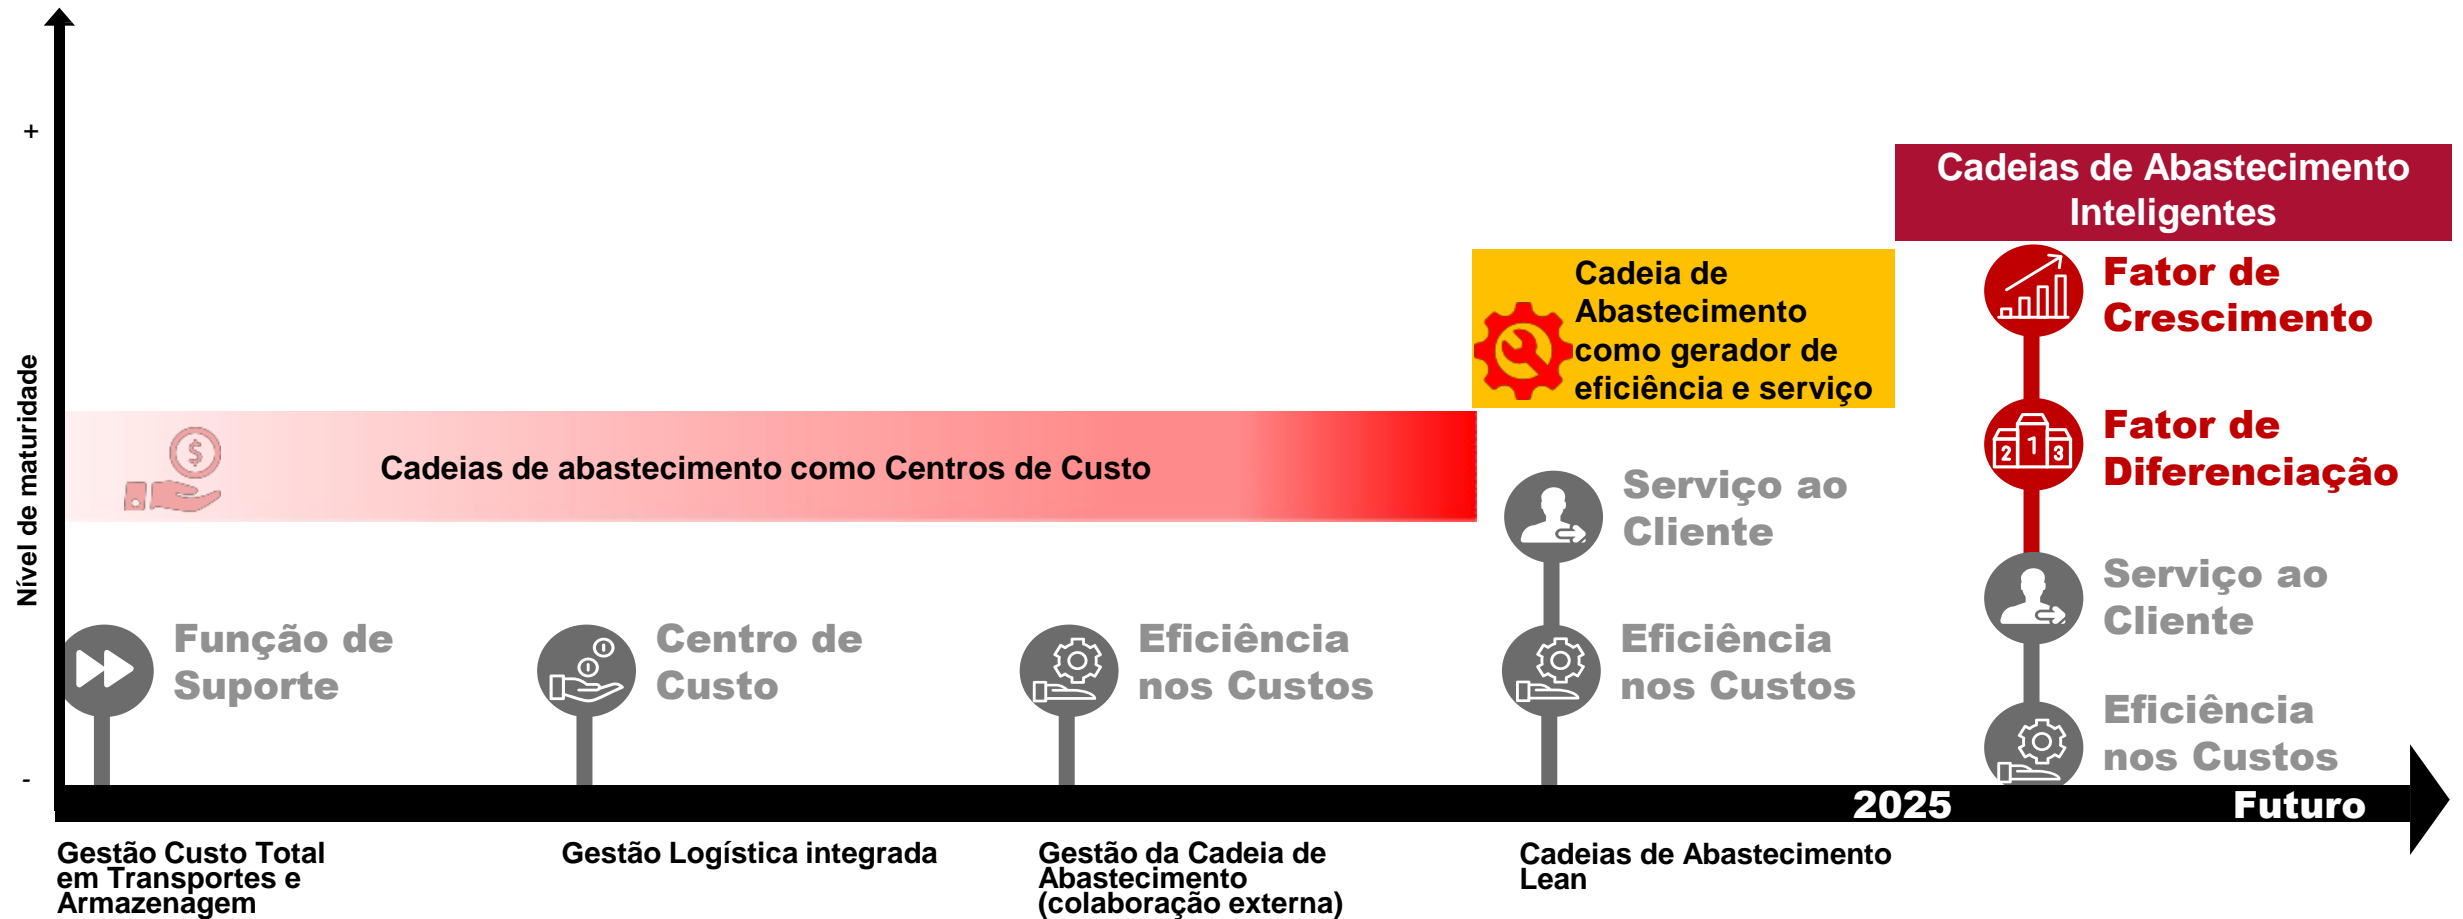 +
Nível de maturidade
-
Cadeias de Abastecimento
Inteligentes
Cadeia de
Abastecimento
como gerador de
eficiência e serviço
Fator de
Crescimento
Fator de
Diferenciação
2 1 3
$
Cadeias de abastecimento como Centros de Custo
Serviço ao
Cliente
Serviço ao
Cliente
Função de
Suporte
Centro de
Custo
Eficiência
nos Custos
Eficiência
nos Custos
Eficiência
nos Custos
2025
Futuro
Gestão Custo Total
em Transportes e
Armazenagem
Gestão Logística integrada
Gestão da Cadeia de
Abastecimento
(colaboração externa)
Cadeias de Abastecimento
Lean